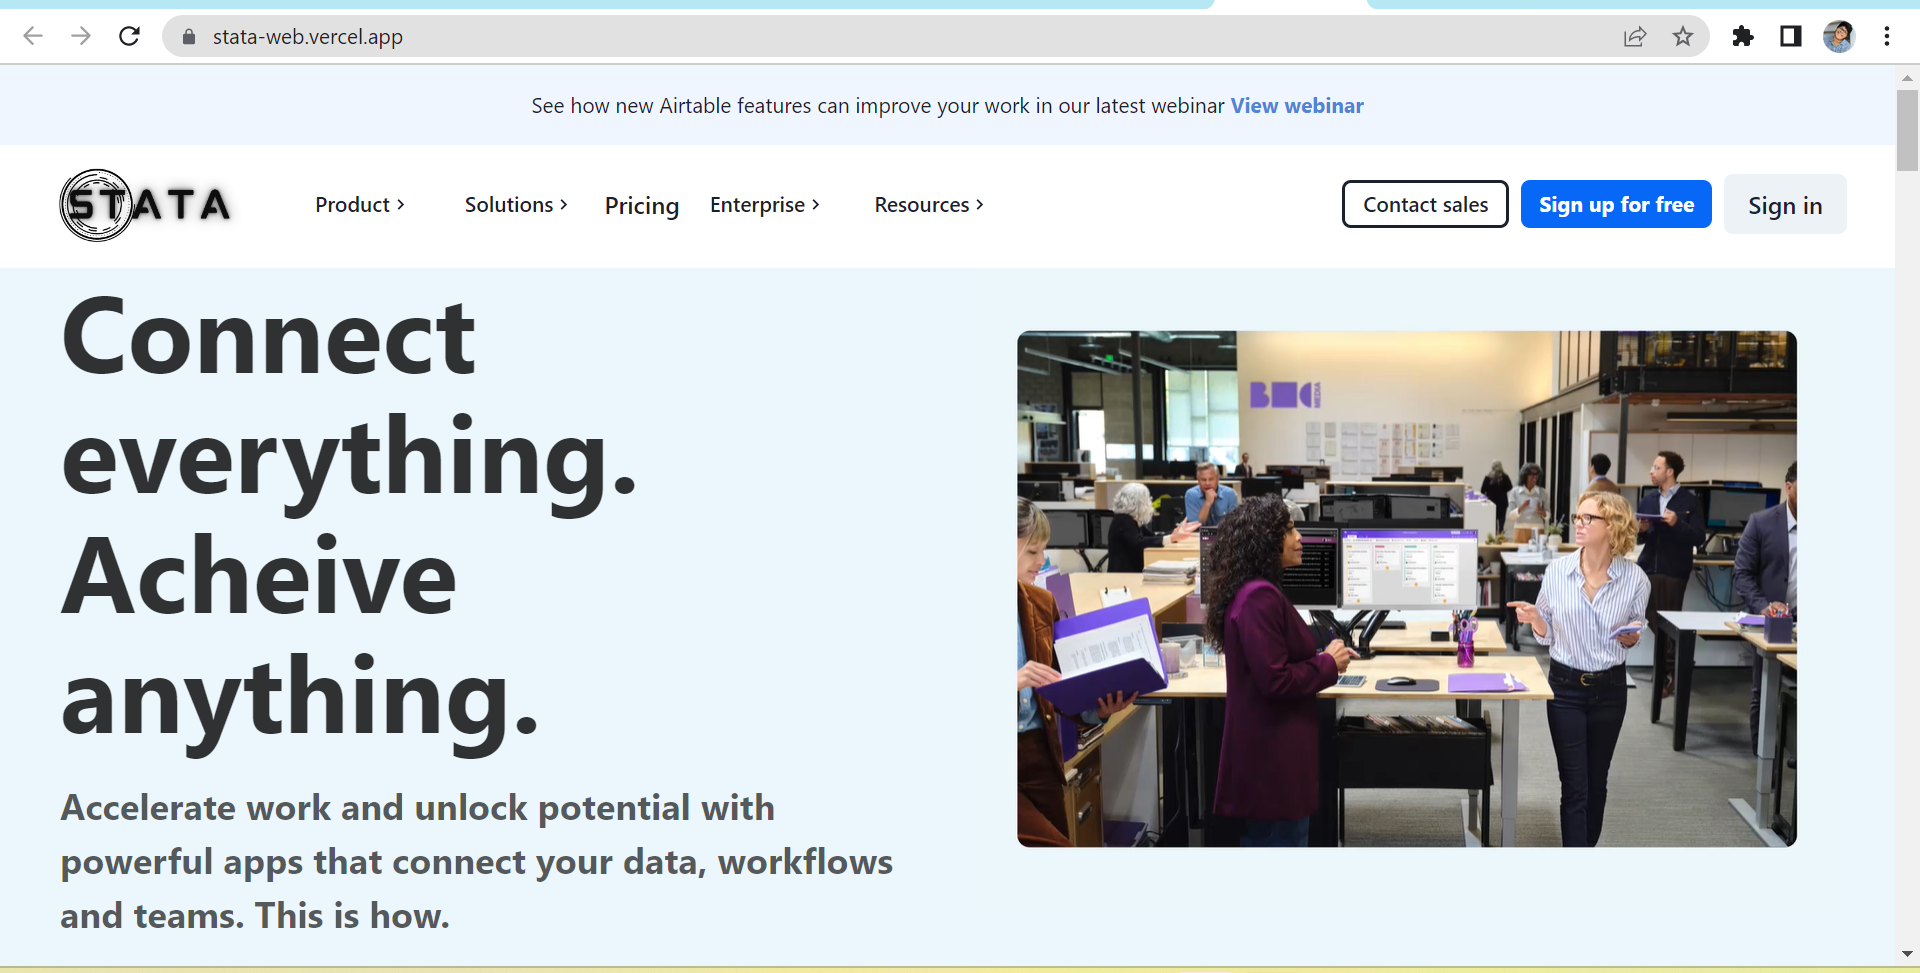 stata-web.vercel.app
See how new Airtable features can improve your work in our latest webinar View webinar
STATA
Product
Solutions
Pricing
Enterprise
Resources
Contact sales
Sign up for free
Sign in
Connect
everything.
Acheive
anything.
BMC
MEDIA
Accelerate work and unlock potential with
powerful apps that connect your data, workflows
and teams. This is how.